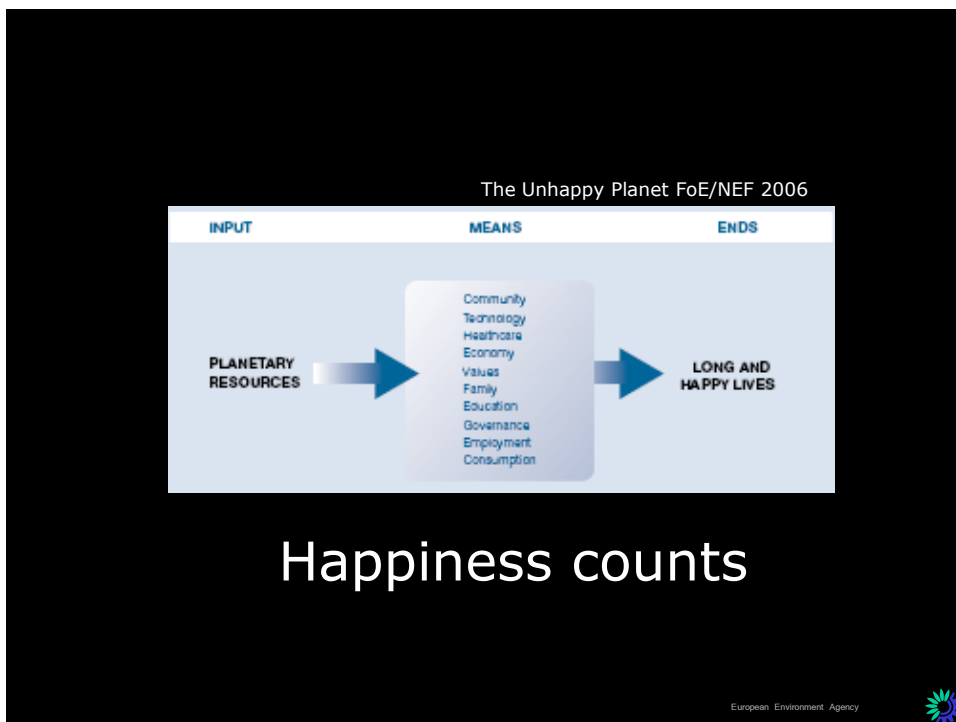 The Unhappy Planet FoE/NEF 2006
INPUT MEANS ENDS
PLANETARY
RESOURCES
Community
Technology
Healthcare
Economy
Values
Family
Education
Governance
Employment
Consumption
LONG AND
HAPPY LIVES
Happiness counts
European Environment Agency